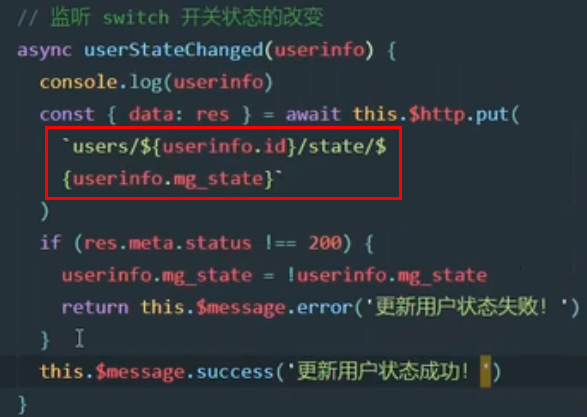 // 监听 switch 开关状态的改变
async userStateChanged(userinfo) {
console.log(userinfo)
const { data: res } = await this.$http.put(
`users/${userinfo.id}/state/$
{userinfo.mg_state}`
)
if (res.meta.status !== 200) {
userinfo.mg_state = !userinfo.mg_state
return this.$message.error('更新用户状态失败！')
}
this.$message.success('更新用户状态成功！')
}